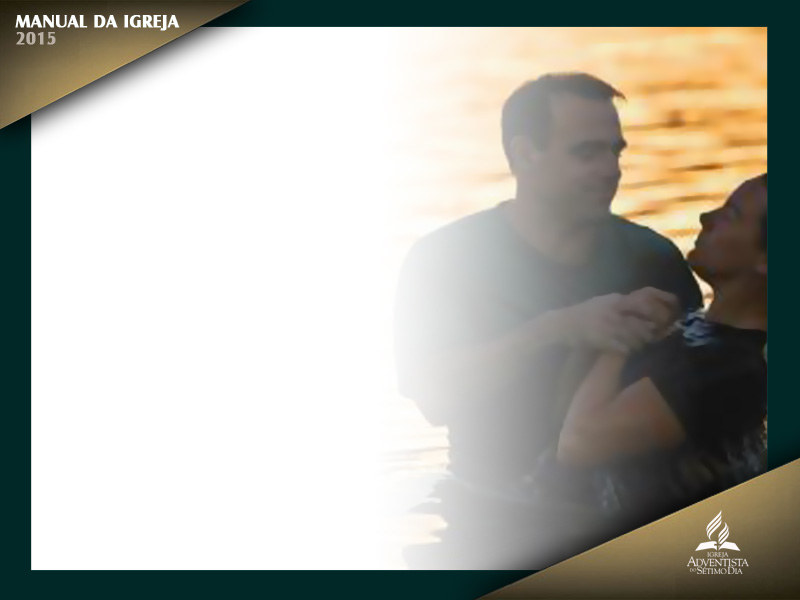 MANUAL DA IGREJA
2015
IGREJA
ADVENTISTA
DO SÉTIMO DIA